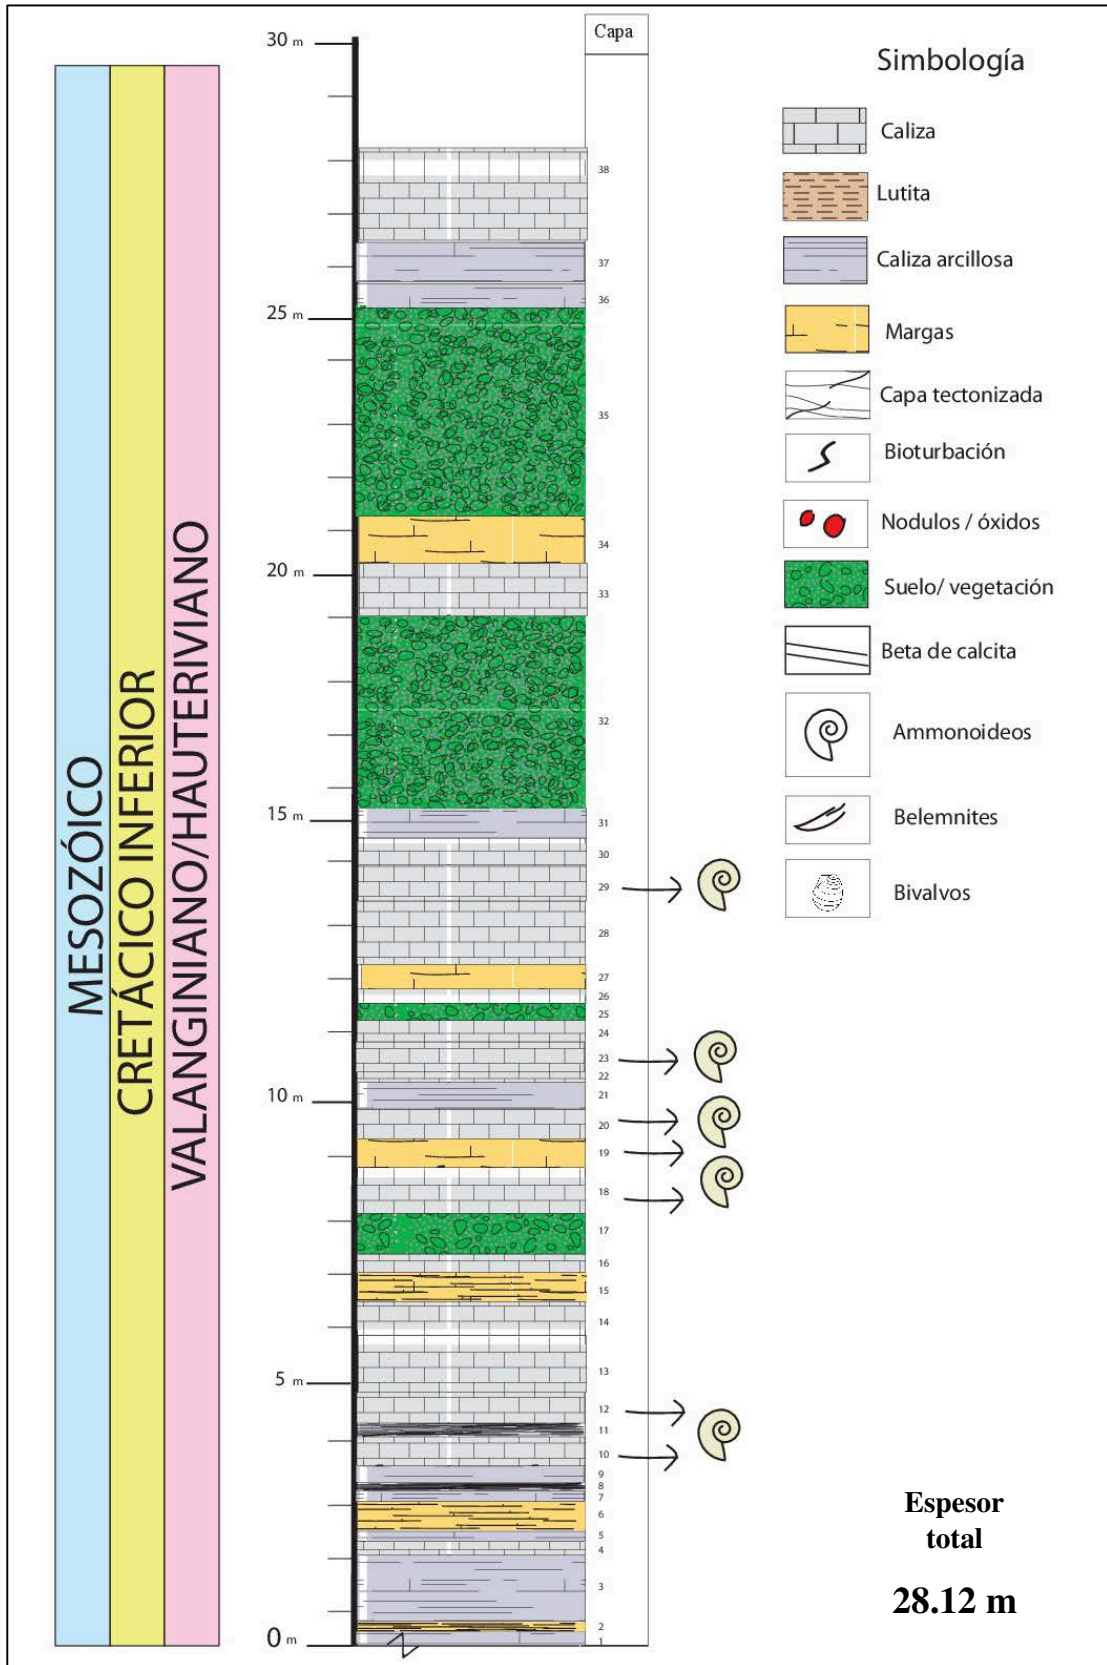 Capa
30 m
25 m
20 m
15 m
10 m
5 m
0 m
MESOZÓICO
CRETÁCICO INFERIOR
VALANGINIANO/HAUTERIVIANO
38
37
36
35
34
33
32
31
30
29
28
27
26
25
24
23
22
21
20
19
18
17
16
15
14
13
12
11
10
9
8
7
6
5
4
3
2
1
Simbología
Caliza
Lutita
Caliza arcillosa
Margas
Capa tectonizada
Bioturbación
Nodulos / óxidos
Suelo/ vegetación
Beta de calcita
Ammonoideos
Belemnites
Bivalvos
Espesor
total
28.12 m